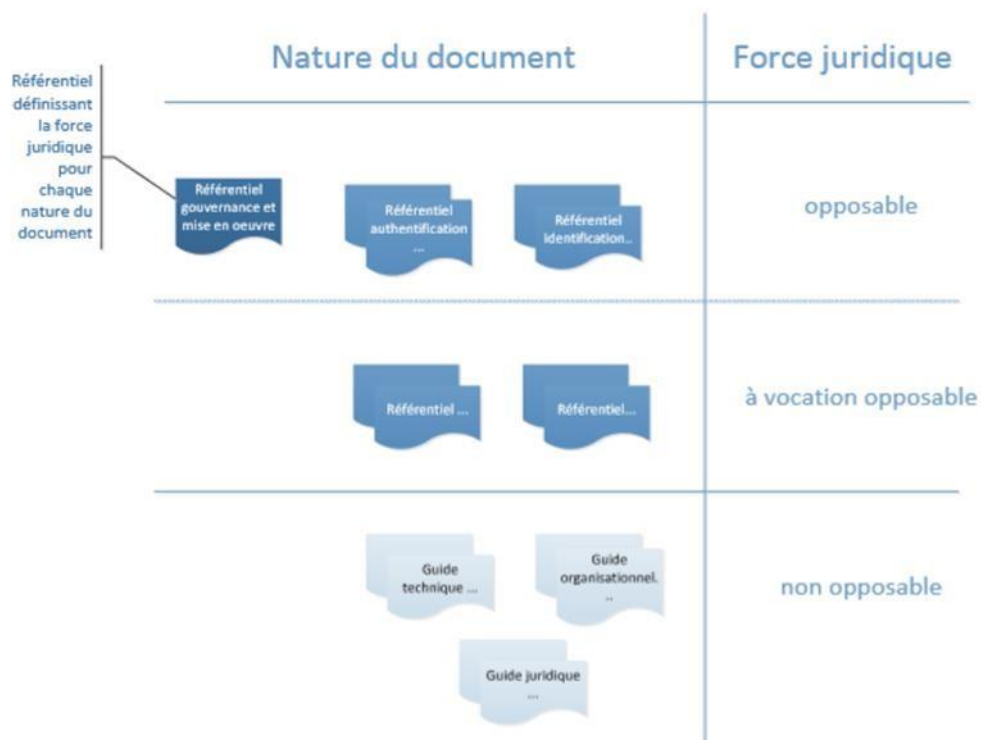 Nature du document
Force juridique
Référentiel
définissant
la force
juridique
pour
chaque
nature du
document
Référentiel
gouvernance et
mise en oeuvre
Référentiel
authentification
...
Référentiel
identification..
opposable
Référentiel ...
Référentiel...
à vocation opposable
Guide
technique ...
Guide
organisationnel.
..
non opposable
Guide juridique
...